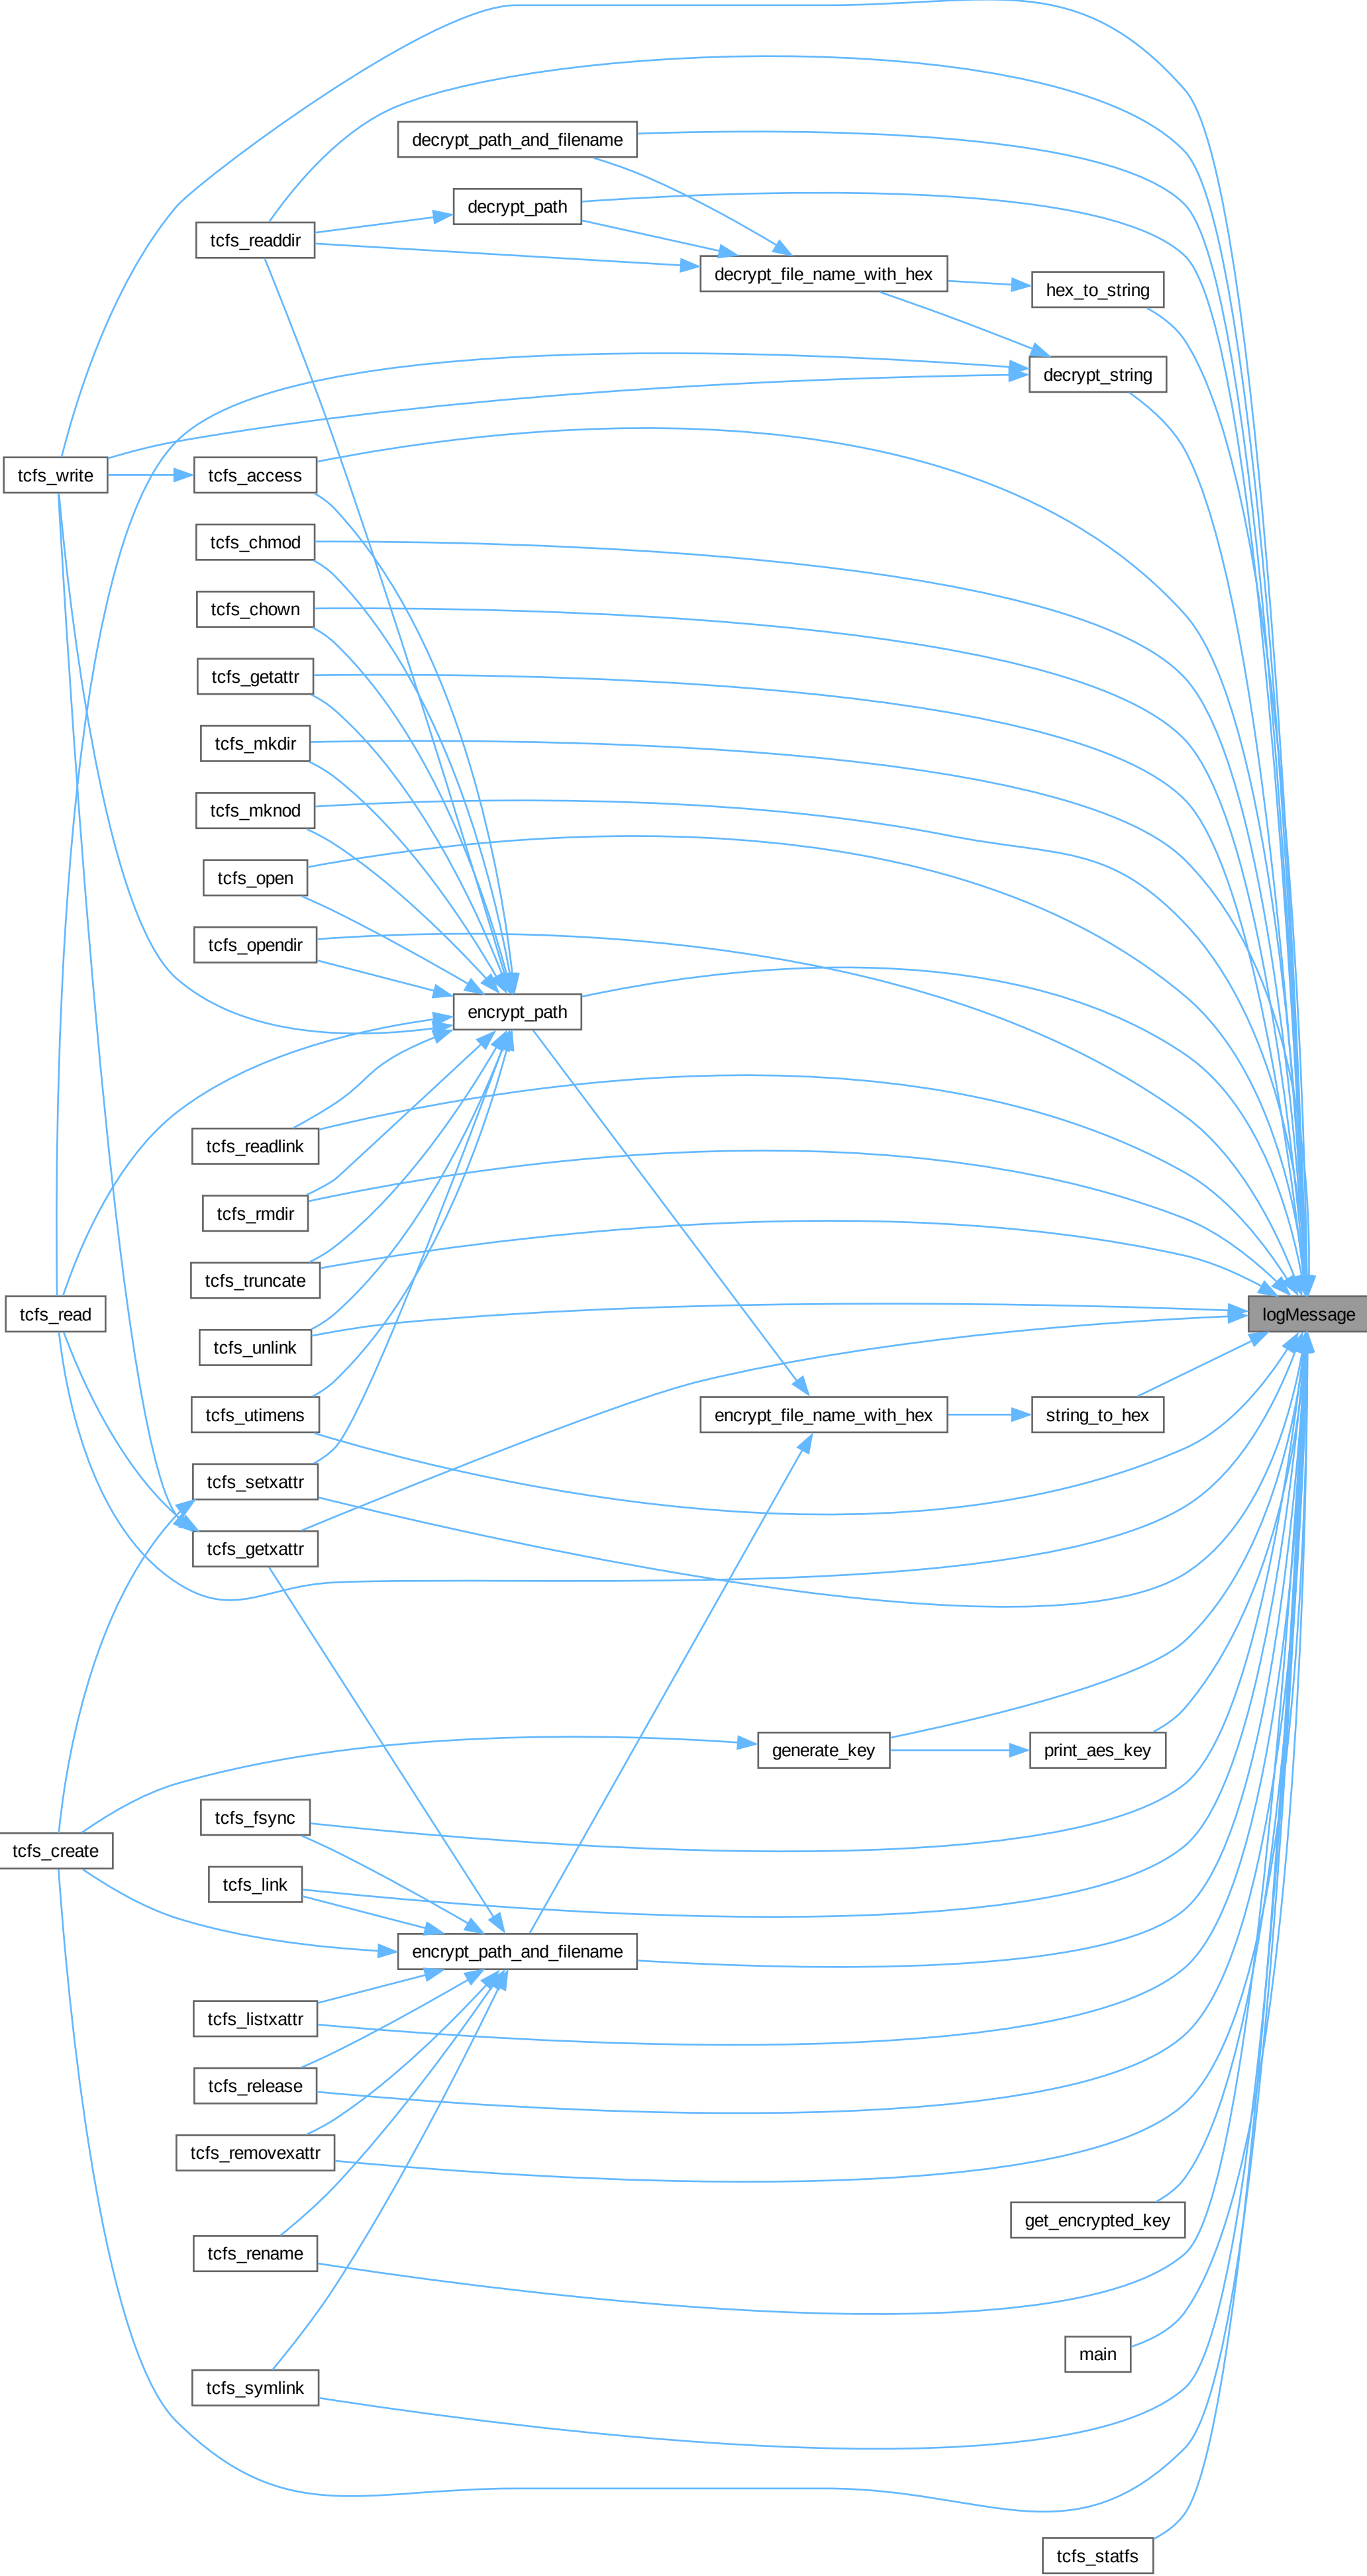 decrypt_path_and_filename
decrypt_path
tcfs_readdir
decrypt_file_name_with_hex
hex_to_string
decrypt_string
tcfs_write
tcfs_access
tcfs_chmod
tcfs_chown
tcfs_getattr
tcfs_mkdir
tcfs_mknod
tcfs_open
tcfs_opendir
encrypt_path
tcfs_readlink
tcfs_rmdir
tcfs_truncate
tcfs_read
logMessage
tcfs_unlink
tcfs_utimens
encrypt_file_name_with_hex
string_to_hex
tcfs_setxattr
tcfs_getxattr
generate_key
print_aes_key
tcfs_fsync
tcfs_create
tcfs_link
encrypt_path_and_filename
tcfs_listxattr
tcfs_release
tcfs_removexattr
get_encrypted_key
tcfs_rename
main
tcfs_symlink
tcfs_statfs